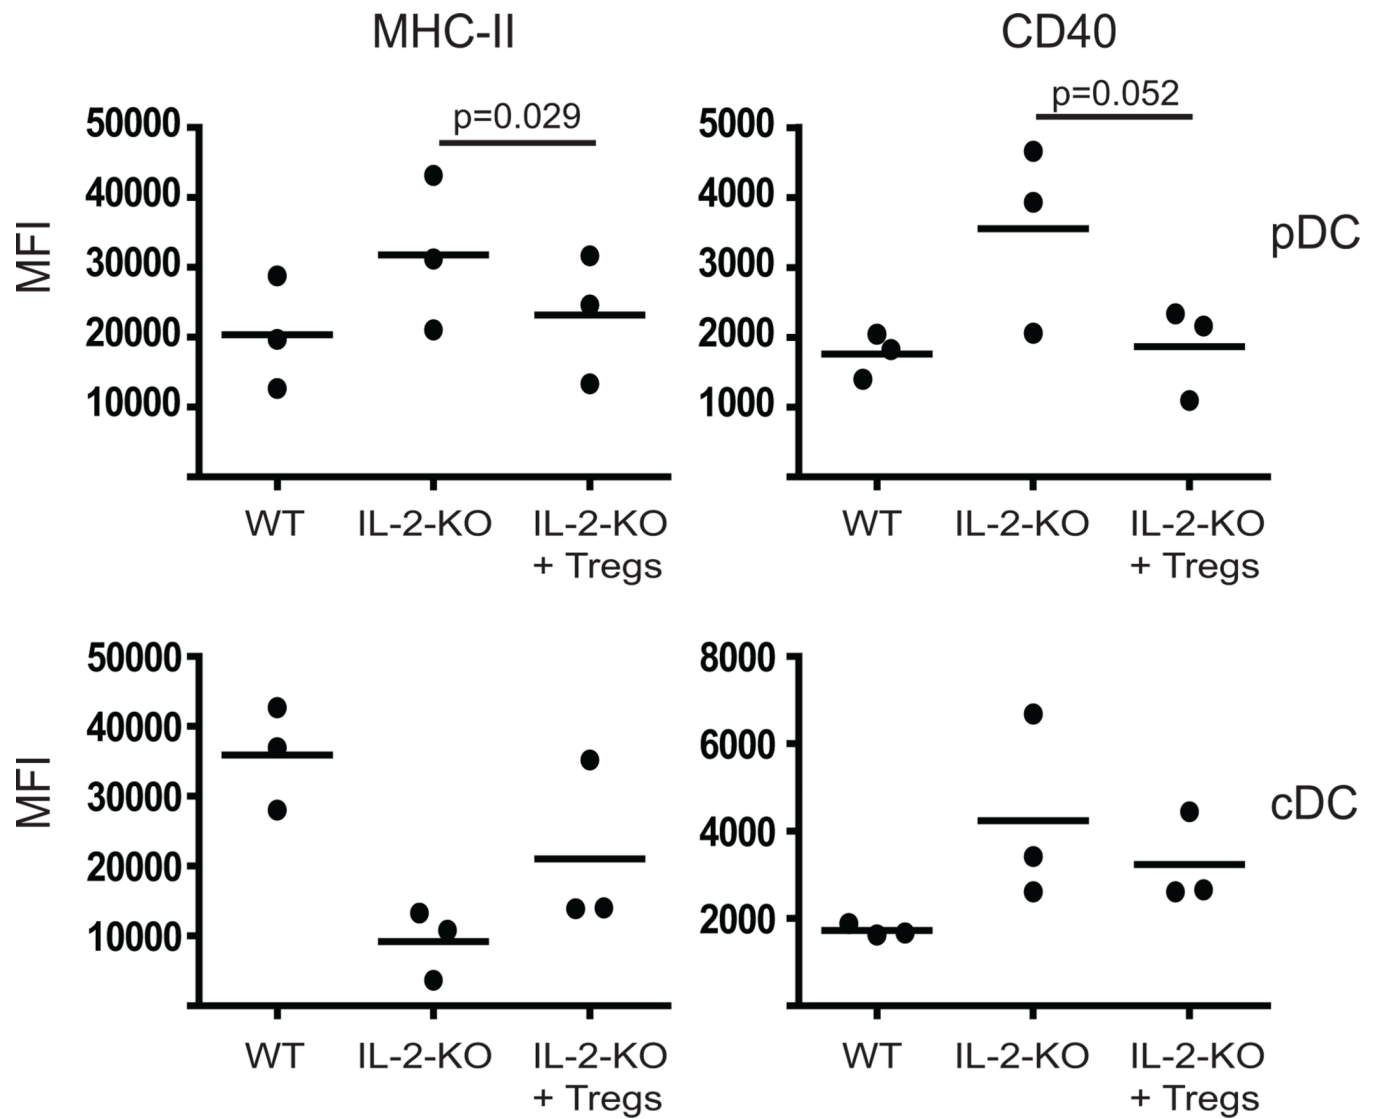 MHC-II
CD40
p=0.029
p=0.052
50000
40000
30000
20000
10000
MFI
5000
4000
3000
2000
1000
pDC
WT
IL-2-KO
IL-2-KO
+ Tregs
WT
IL-2-KO
IL-2-KO
+ Tregs
50000
40000
30000
20000
10000
MFI
8000
6000
4000
2000
cDC
WT
IL-2-KO
IL-2-KO
+ Tregs
WT
IL-2-KO
IL-2-KO
+ Tregs